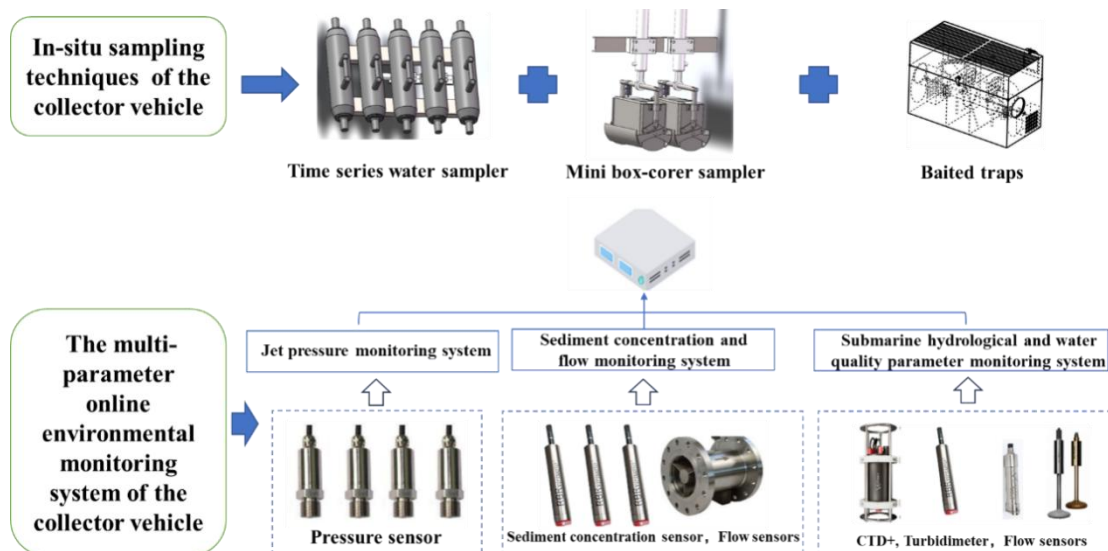 In-situ sampling
techniques of the
collector vehicle
Time series water sampler
Mini box-corer sampler
Baited traps
The multi-
parameter
online
environmental
monitoring
system of the
collector vehicle
Jet pressure monitoring system
Sediment concentration and
flow monitoring system
Submarine hydrological and water
quality parameter monitoring system
Pressure sensor
Sediment concentration sensor, Flow sensors
CTD+, Turbidimeter, Flow sensors